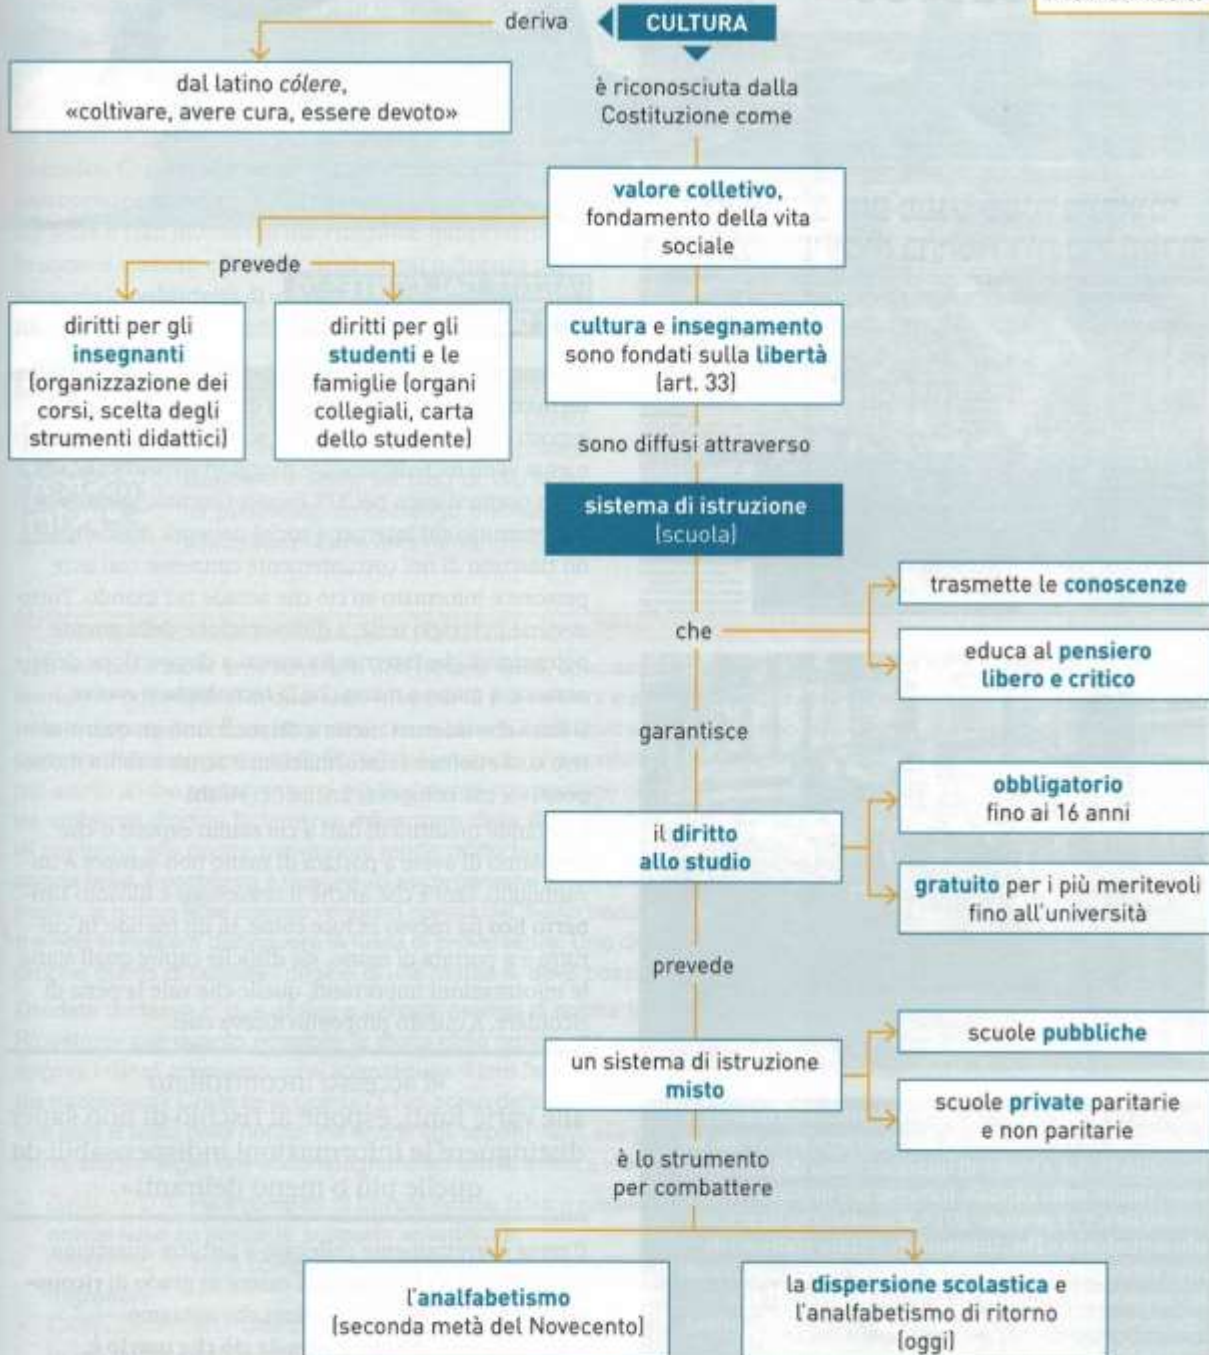 deriva
CULTURA
dal latino cólere,
«coltivare, avere cura, essere devoto»
è riconosciuta dalla
Costituzione come
valore colletivo,
fondamento della vita
sociale
prevede
diritti per gli
insegnanti
(organizzazione dei
corsi, scelta degli
strumenti didattici)
diritti per gli
studenti e le
famiglie (organi
collegiali, carta
dello studente)
cultura e insegnamento
sono fondati sulla libertà
(art. 33)
sono diffusi attraverso
sistema di istruzione
(scuola)
che
trasmette le conoscenze
educa al pensiero
libero e critico
garantisce
il diritto
allo studio
obbligatorio
fino ai 16 anni
gratuito per i più meritevoli
fino all'università
prevede
un sistema di istruzione
misto
scuole pubbliche
scuole private paritarie
e non paritarie
è lo strumento
per combattere
l'analfabetismo
(seconda metà del Novecento)
la dispersione scolastica e
l'analfabetismo di ritorno
(oggi)